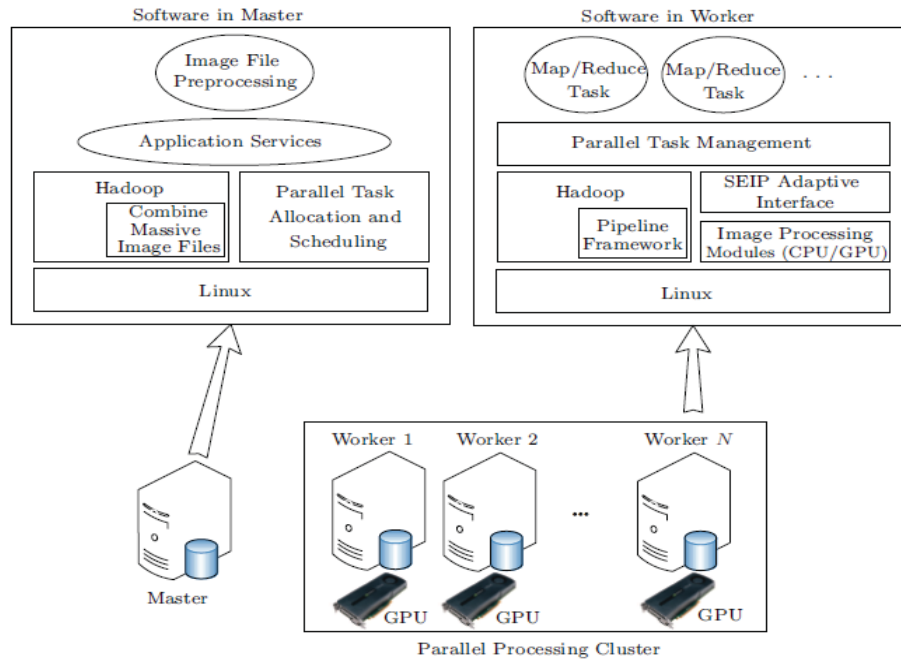 Software in Master
Image File
Preprocessing
Application Services
Hadoop
Combine
Massive
Image Files
Parallel Task
Allocation and
Scheduling
Linux
Software in Worker
Map/Reduce
Task
Map/Reduce
Task
...
Parallel Task Management
Hadoop
Pipeline
Framework
SEIP Adaptive
Interface
Image Processing
Modules (CPU/GPU)
Linux
Master
Worker 1
Worker 2
...
Worker N
GPU
GPU
GPU
Parallel Processing Cluster